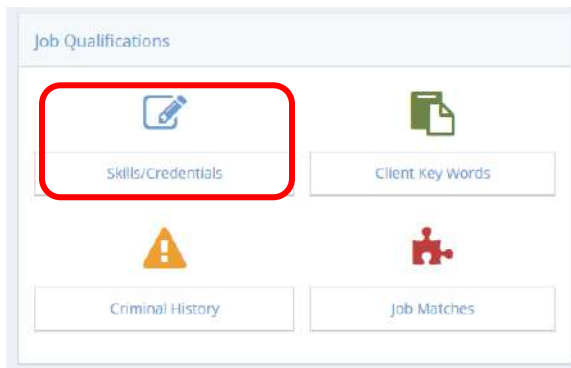 Job Qualifications
Skills/Credentials
Client Key Words
Criminal History
Job Matches